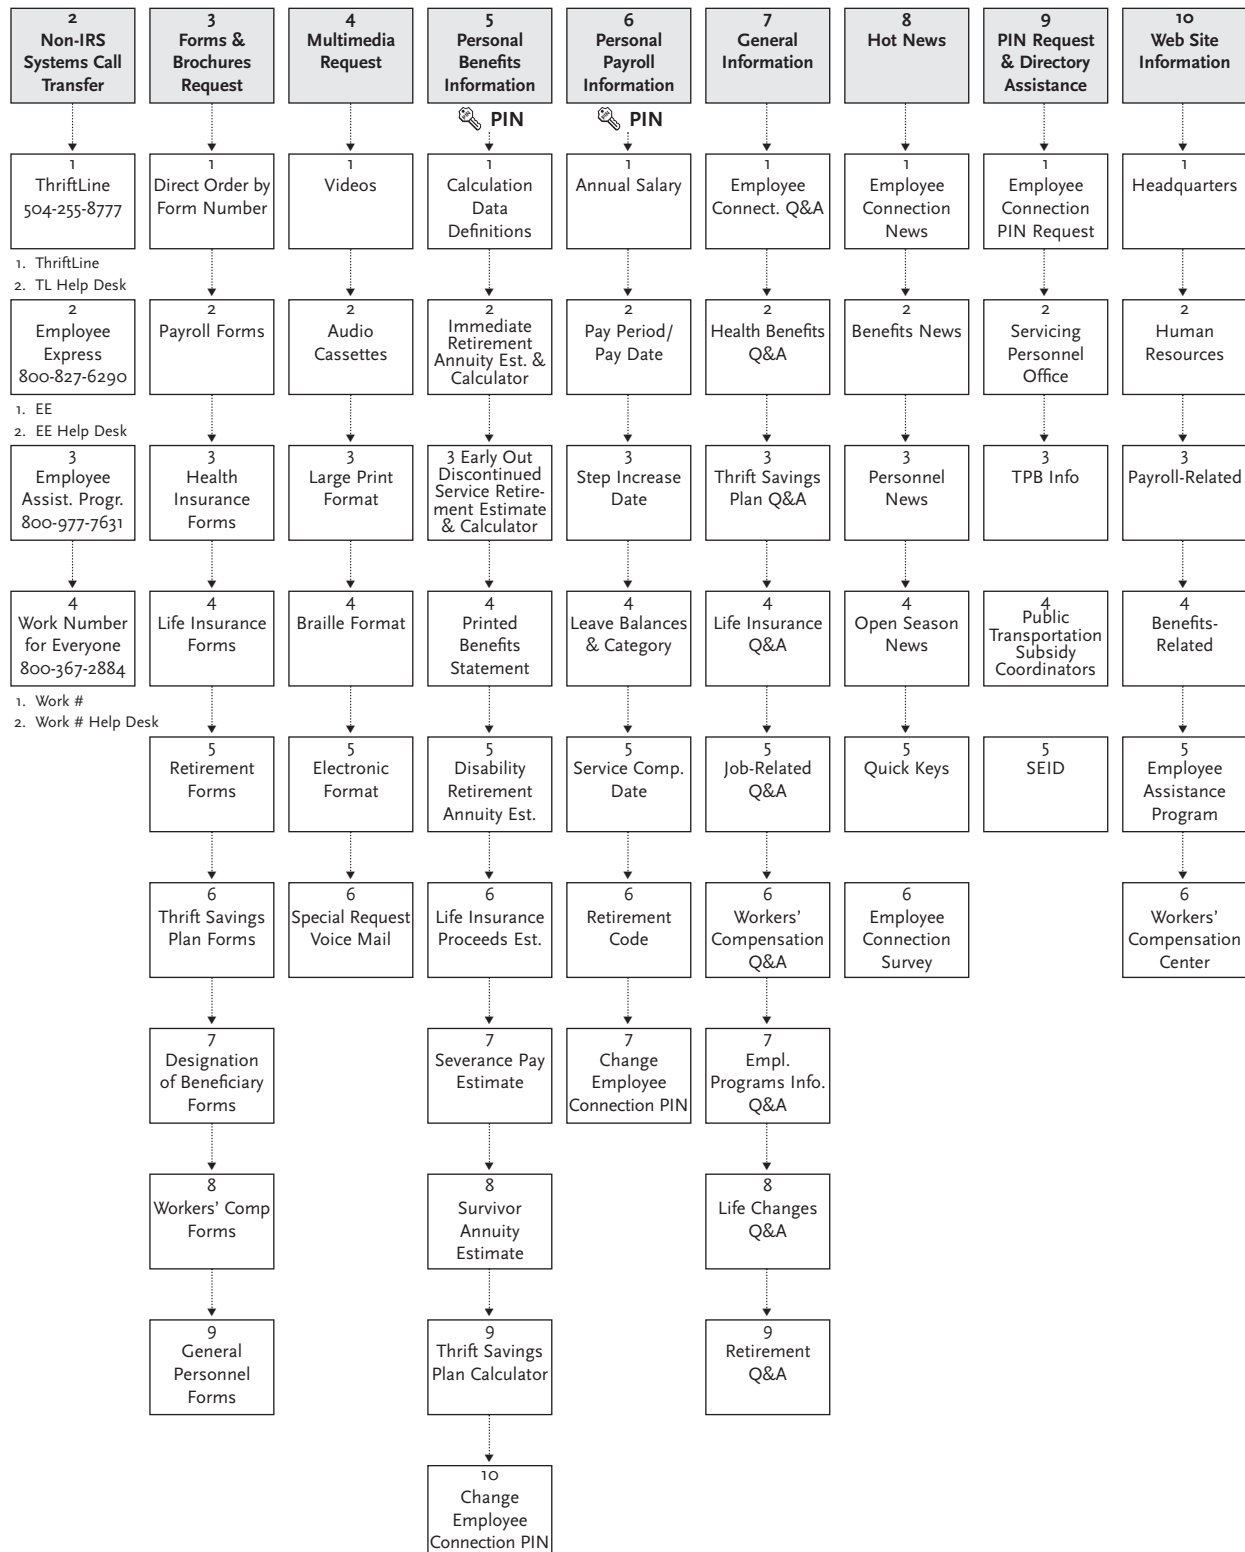 2
Non-IRS
Systems Call
Transfer
1
ThriftLine
504-255-8777
1. ThriftLine
2. TL Help Desk
2
Employee
Express
800-827-6290
1. EE
2. EE Help Desk
3
Employee
Assist. Progr.
800-977-7631
4
Work Number
for Everyone
800-367-2884
1. Work #
2. Work # Help Desk
3
Forms &
Brochures
Request
1
Direct Order by
Form Number
2
Payroll Forms
3
Health
Insurance
Forms
4
Life Insurance
Forms
5
Retirement
Forms
6
Thrift Savings
Plan Forms
7
Designation
of Beneficiary
Forms
8
Workers' Comp
Forms
9
General
Personnel
Forms
4
Multimedia
Request
1
Videos
2
Audio
Cassettes
3
Large Print
Format
4
Braille Format
5
Electronic
Format
6
Special Request
Voice Mail
5
Personal
Benefits
Information
PIN
1
Calculation
Data
Definitions
2
Immediate
Retirement
Annuity Est. &
Calculator
3 Early Out
Discontinued
Service Retire-
ment Estimate
& Calculator
4
Printed
Benefits
Statement
5
Disability
Retirement
Annuity Est.
6
Life Insurance
Proceeds Est.
7
Severance Pay
Estimate
8
Survivor
Annuity
Estimate
9
Thrift Savings
Plan Calculator
10
Change
Employee
Connection PIN
6
Personal
Payroll
Information
PIN
1
Annual Salary
2
Pay Period/
Pay Date
3
Step Increase
Date
4
Leave Balances
& Category
5
Service Comp.
Date
6
Retirement
Code
7
Change
Employee
Connection PIN
7
General
Information
1
Employee
Connect. Q&A
2
Health Benefits
Q&A
3
Thrift Savings
Plan Q&A
4
Life Insurance
Q&A
5
Job-Related
Q&A
6
Workers'
Compensation
Q&A
7
Empl.
Programs Info.
Q&A
8
Life Changes
Q&A
9
Retirement
Q&A
8
Hot News
1
Employee
Connection
News
2
Benefits News
3
Personnel
News
4
Open Season
News
5
Quick Keys
6
Employee
Connection
Survey
9
PIN Request
& Directory
Assistance
1
Employee
Connection
PIN Request
2
Servicing
Personnel
Office
3
TPB Info
4
Public
Transportation
Subsidy
Coordinators
5
SEID
10
Web Site
Information
1
Headquarters
2
Human
Resources
3
Payroll-Related
4
Benefits-
Related
5
Employee
Assistance
Program
6
Workers'
Compensation
Center